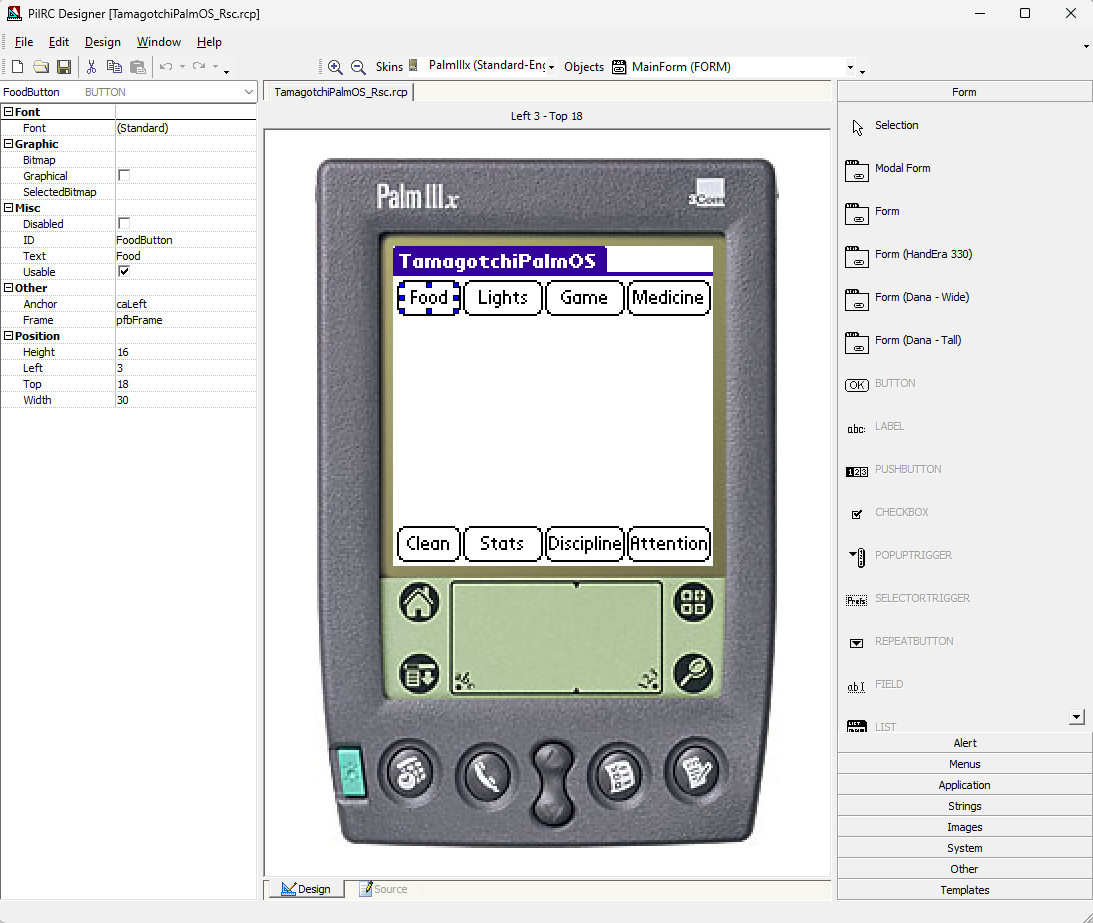 PilRC Designer [TamagotchiPalmOS_Rsc.rcp]
File Edit Design Window Help
Skins PalmIIIx (Standard-Eng Objects MainForm (FORM)
FoodButton BUTTON
Font
Font (Standard)
Graphic
Bitmap
Graphical
SelectedBitmap
Misc
Disabled
ID FoodButton
Text Food
Usable
Other
Anchor caLeft
Frame pfbFrame
Position
Height 16
Left 3
Top 18
Width 30
TamagotchiPalmOS_Rsc.rcp
Left 3 - Top 18
Palm IIIx
3Com
TamagotchiPalmOS
Food Lights Game Medicine
Clean Stats Discipline Attention
Design Source
Form
Selection
Modal Form
Form
Form (HandEra 330)
Form (Dana - Wide)
Form (Dana - Tall)
OK BUTTON
abc: LABEL
123 PUSHBUTTON
CHECKBOX
POPUPTRIGGER
Prefs SELECTORTRIGGER
REPEATBUTTON
ab FIELD
LIST
Alert
Menus
Application
Strings
Images
System
Other
Templates